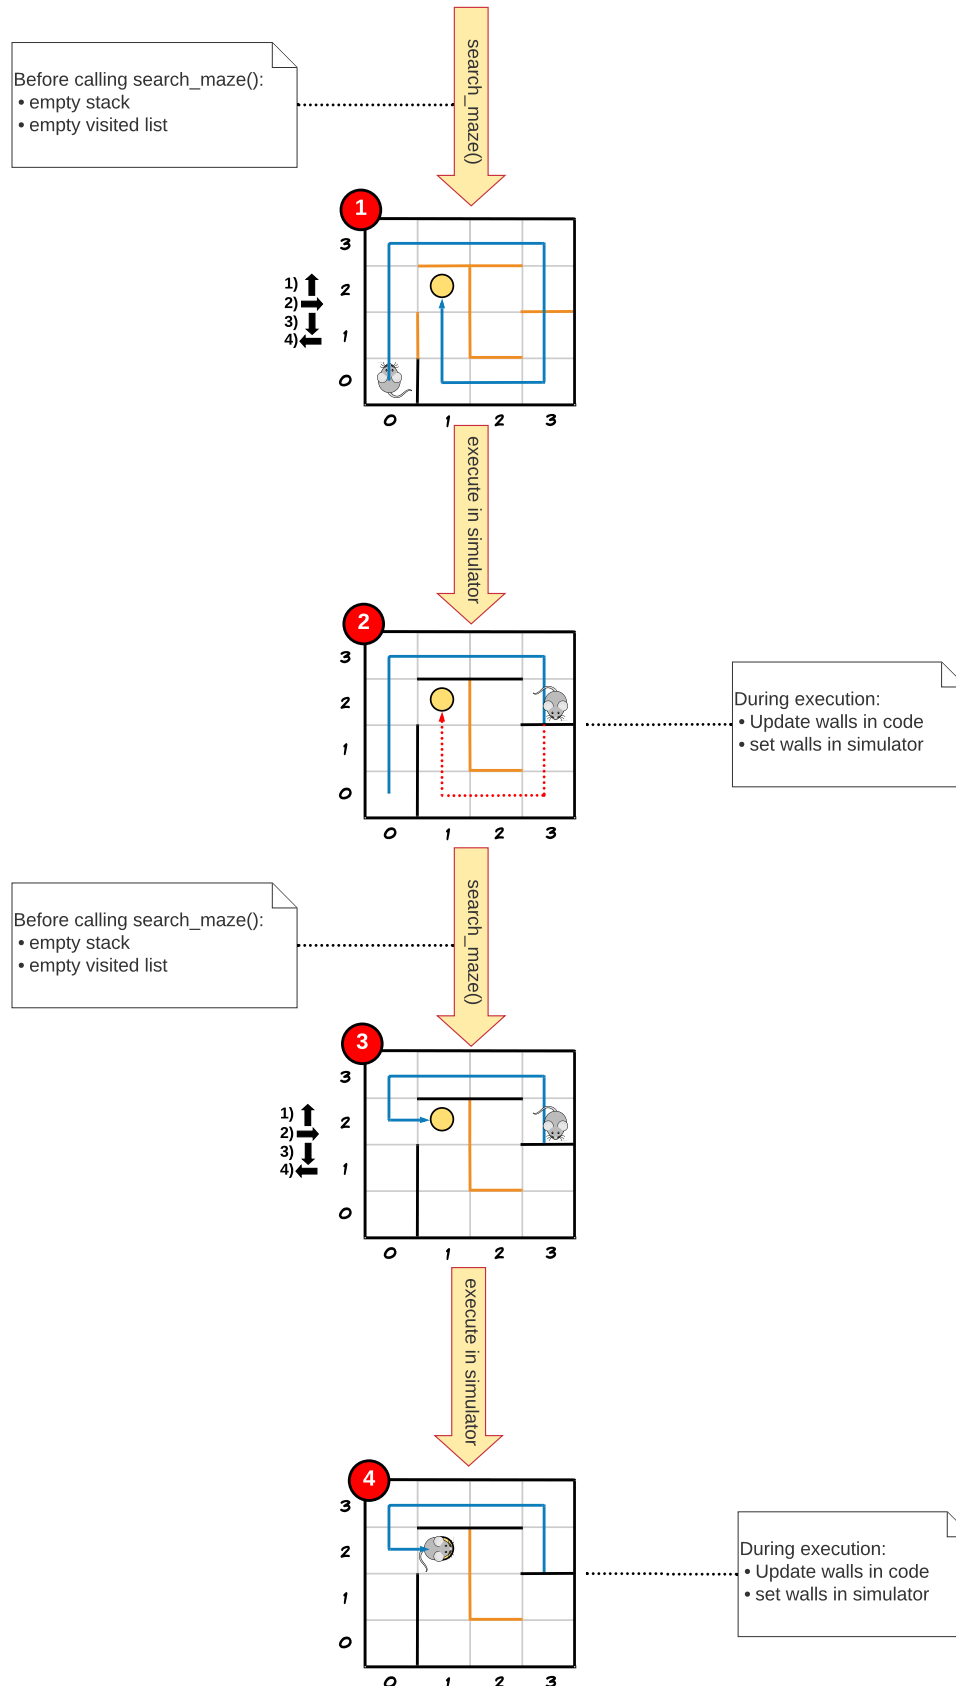 search_maze()
Before calling search_maze():
• empty stack
• empty visited list
1
3
2
1
0
1)
2)
3)
4)
0 1 2 3
execute in simulator
2
3
2
1
0
0 1 2 3
During execution:
• Update walls in code
• set walls in simulator
search_maze()
Before calling search_maze():
• empty stack
• empty visited list
3
3
2
1
0
1)
2)
3)
4)
0 1 2 3
execute in simulator
4
3
2
1
0
0 1 2 3
During execution:
• Update walls in code
• set walls in simulator